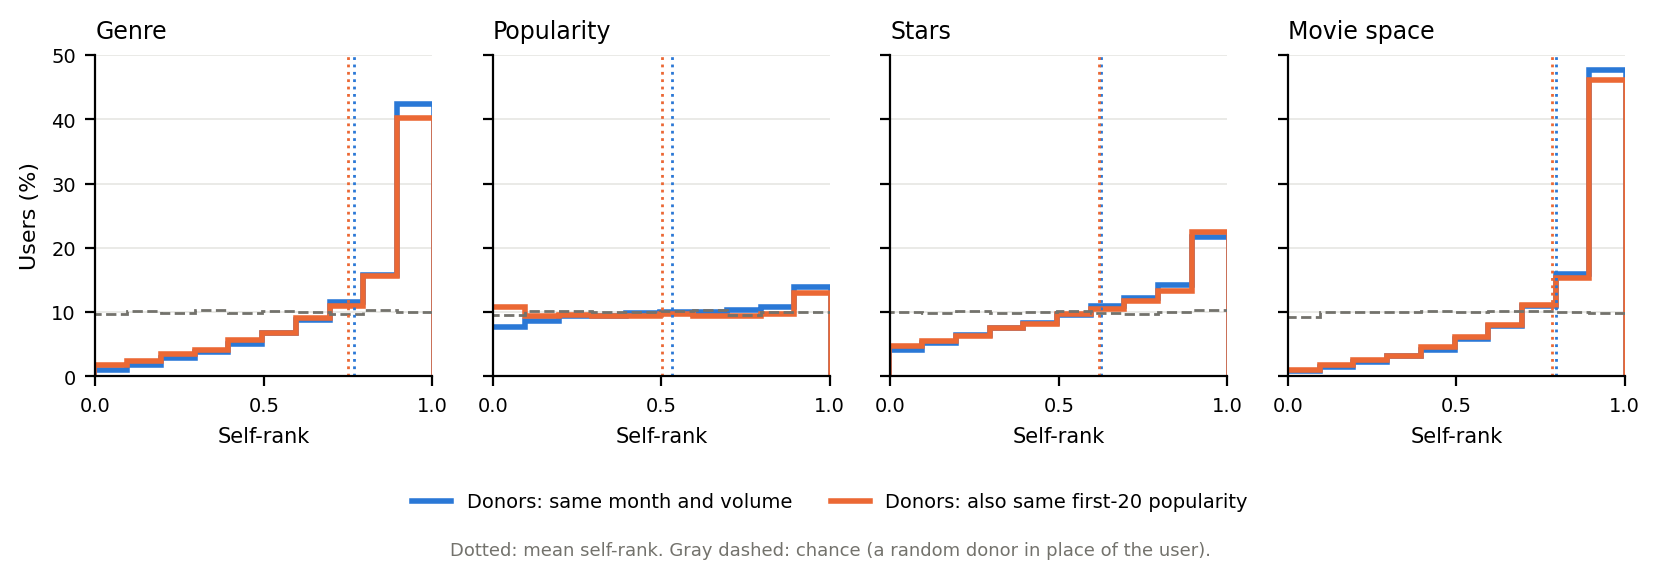 Genre
Popularity
Stars
Movie space
Users (%)
50
40
30
20
10
0
0.0 0.5 1.0
0.0 0.5 1.0
0.0 0.5 1.0
0.0 0.5 1.0
Self-rank
Self-rank
Self-rank
Self-rank
Donors: same month and volume
Donors: also same first-20 popularity
Dotted: mean self-rank. Gray dashed: chance (a random donor in place of the user).